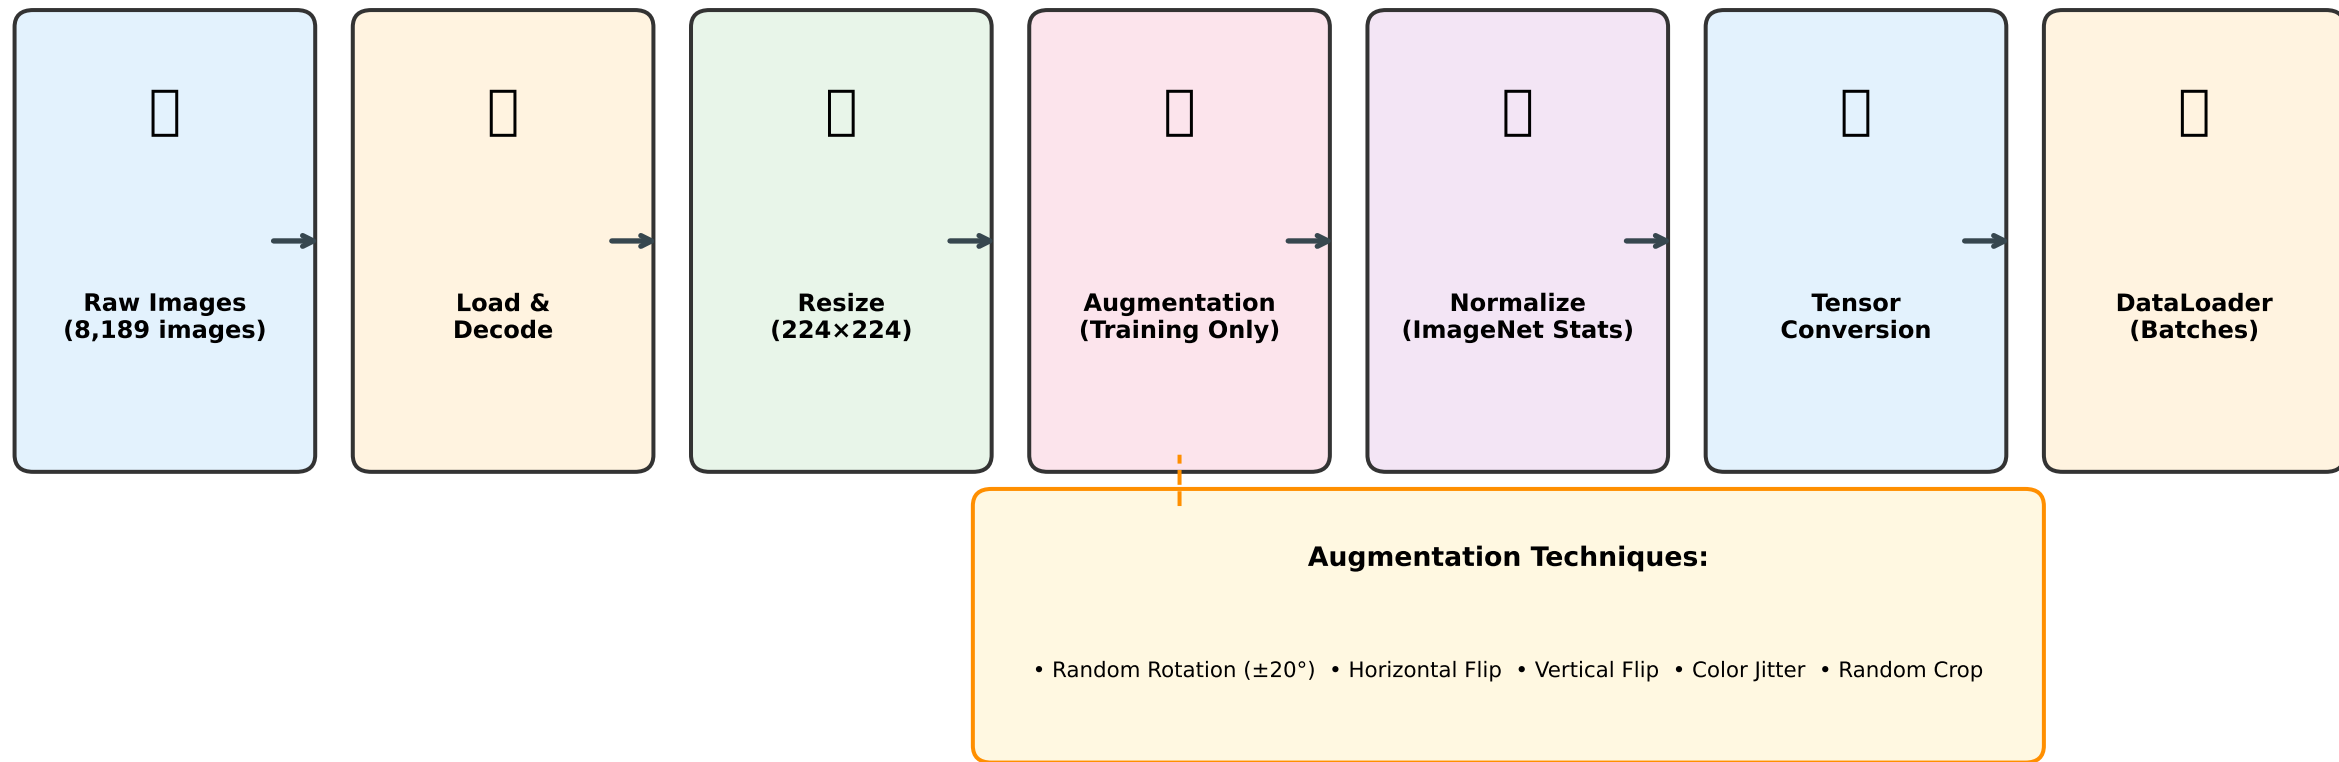 Raw Images
(8,189 images)
Load &
Decode
Resize
(224×224)
Augmentation
(Training Only)
Normalize
(ImageNet Stats)
Tensor
Conversion
DataLoader
(Batches)
Augmentation Techniques:
• Random Rotation (±20°) • Horizontal Flip • Vertical Flip • Color Jitter • Random Crop